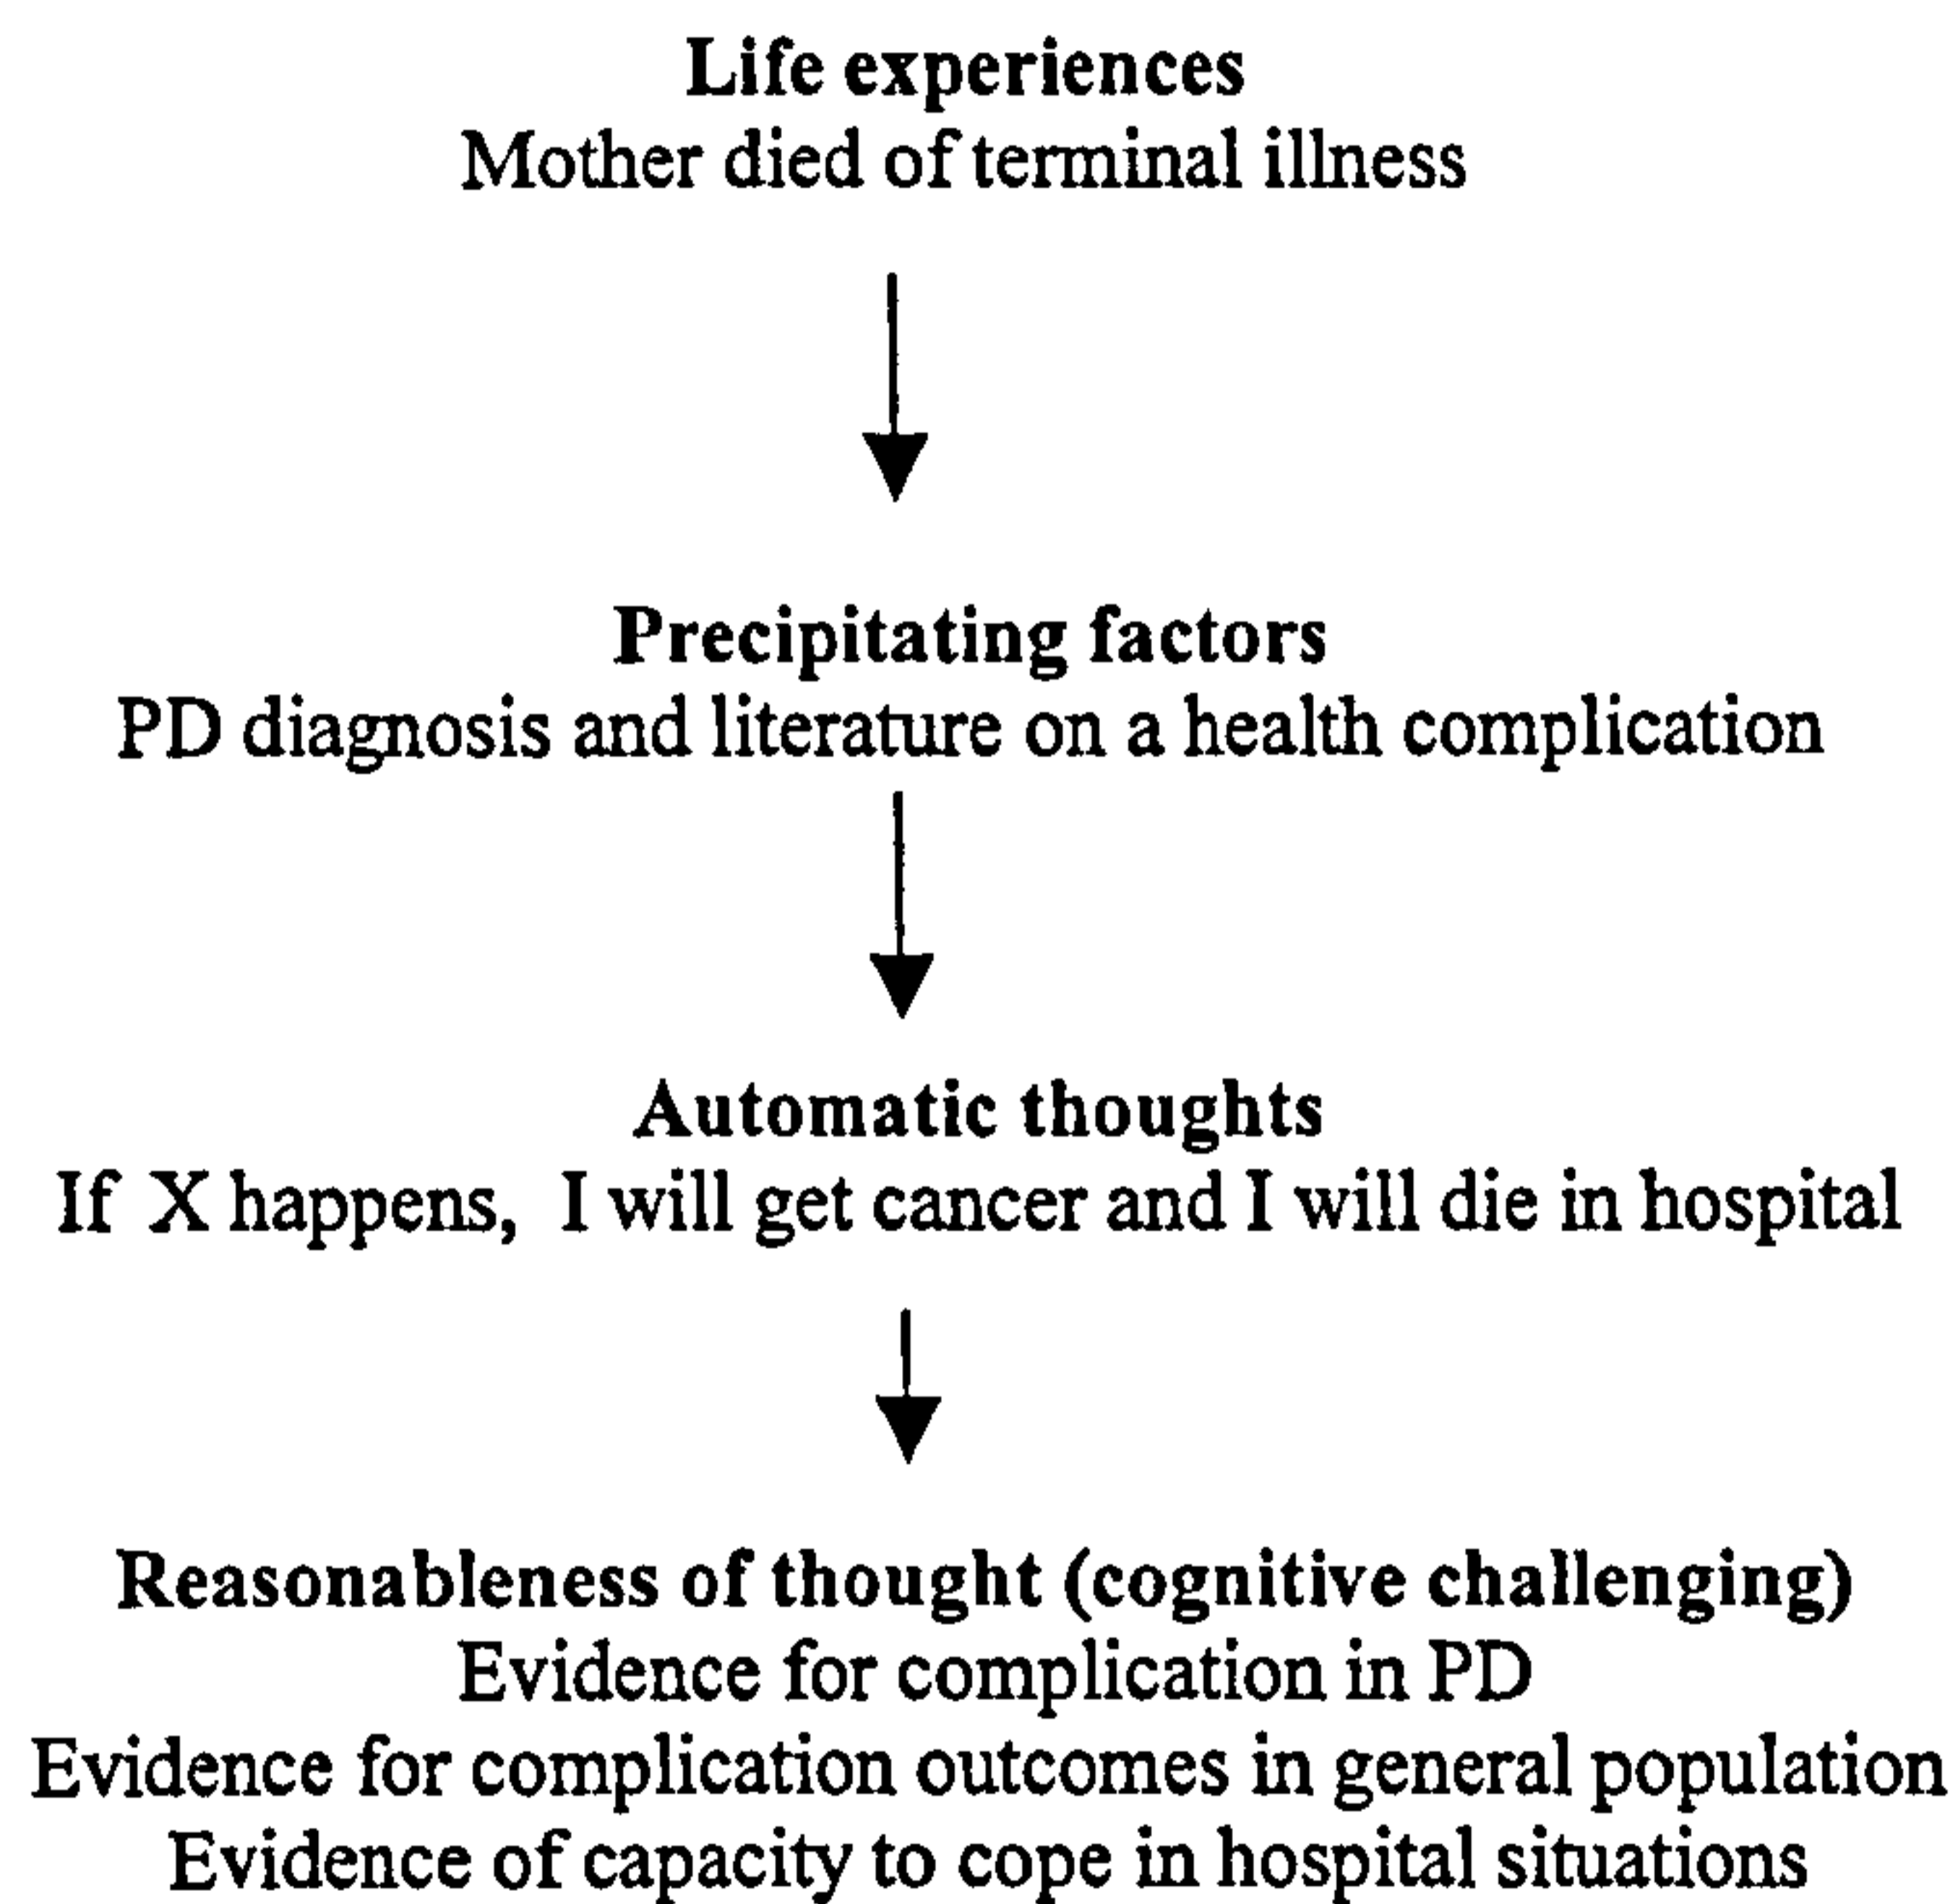 Life experiences
Mother died of terminal illness
Precipitating factors
PD diagnosis and literature on a health complication
Automatic thoughts
If X happens, I will get cancer and I will die in hospital
Reasonableness of thought (cognitive challenging)
Evidence for complication in PD
Evidence for complication outcomes in general population
Evidence of capacity to cope in hospital situations